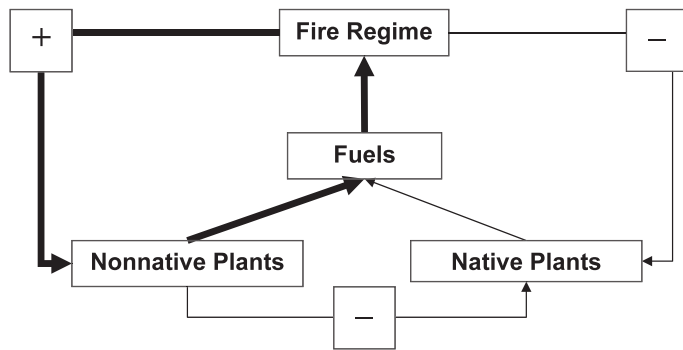 +
Fire Regime
−
Fuels
Nonnative Plants
Native Plants
−